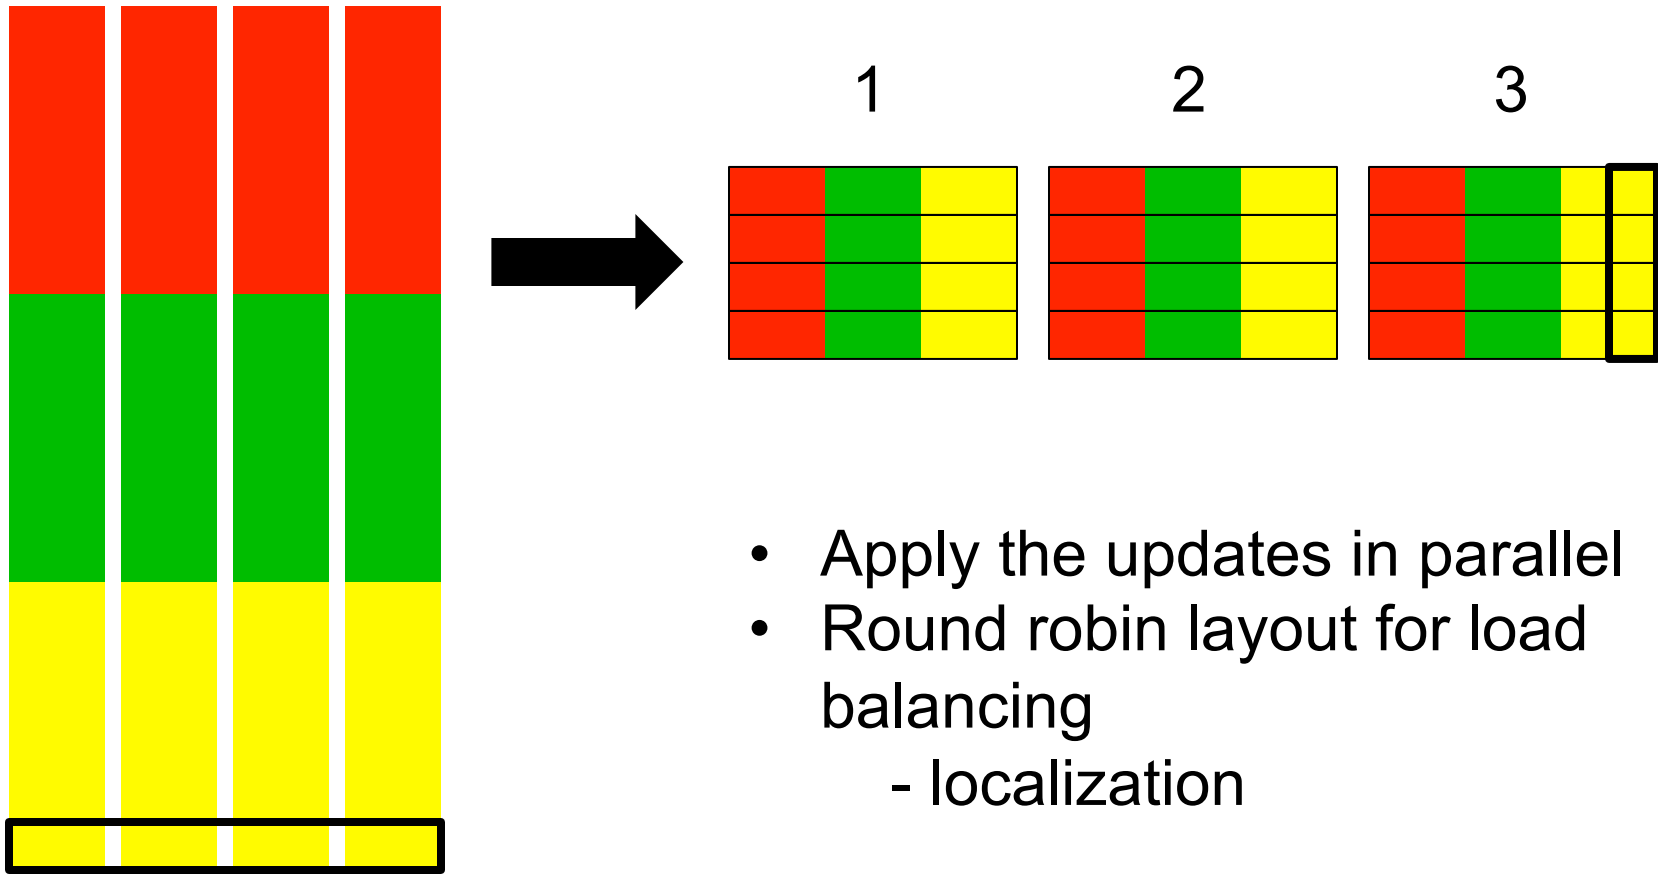 1 2 3
• Apply the updates in parallel
• Round robin layout for load
balancing
- localization